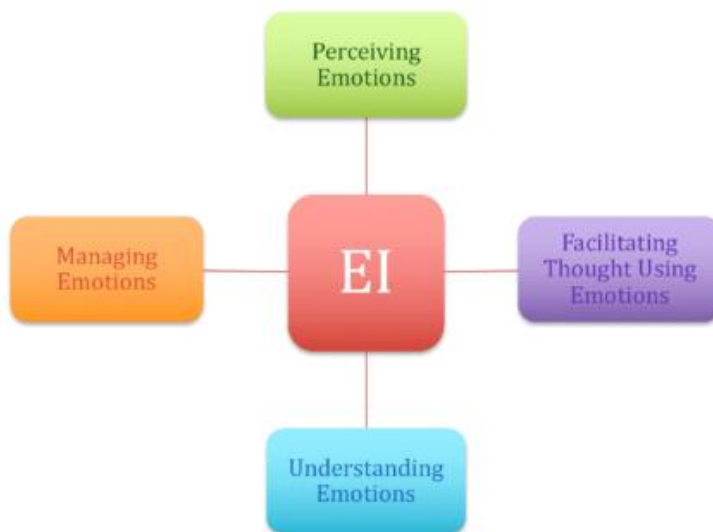 Perceiving
Emotions
Managing
Emotions
EI
Facilitating
Thought Using
Emotions
Understanding
Emotions